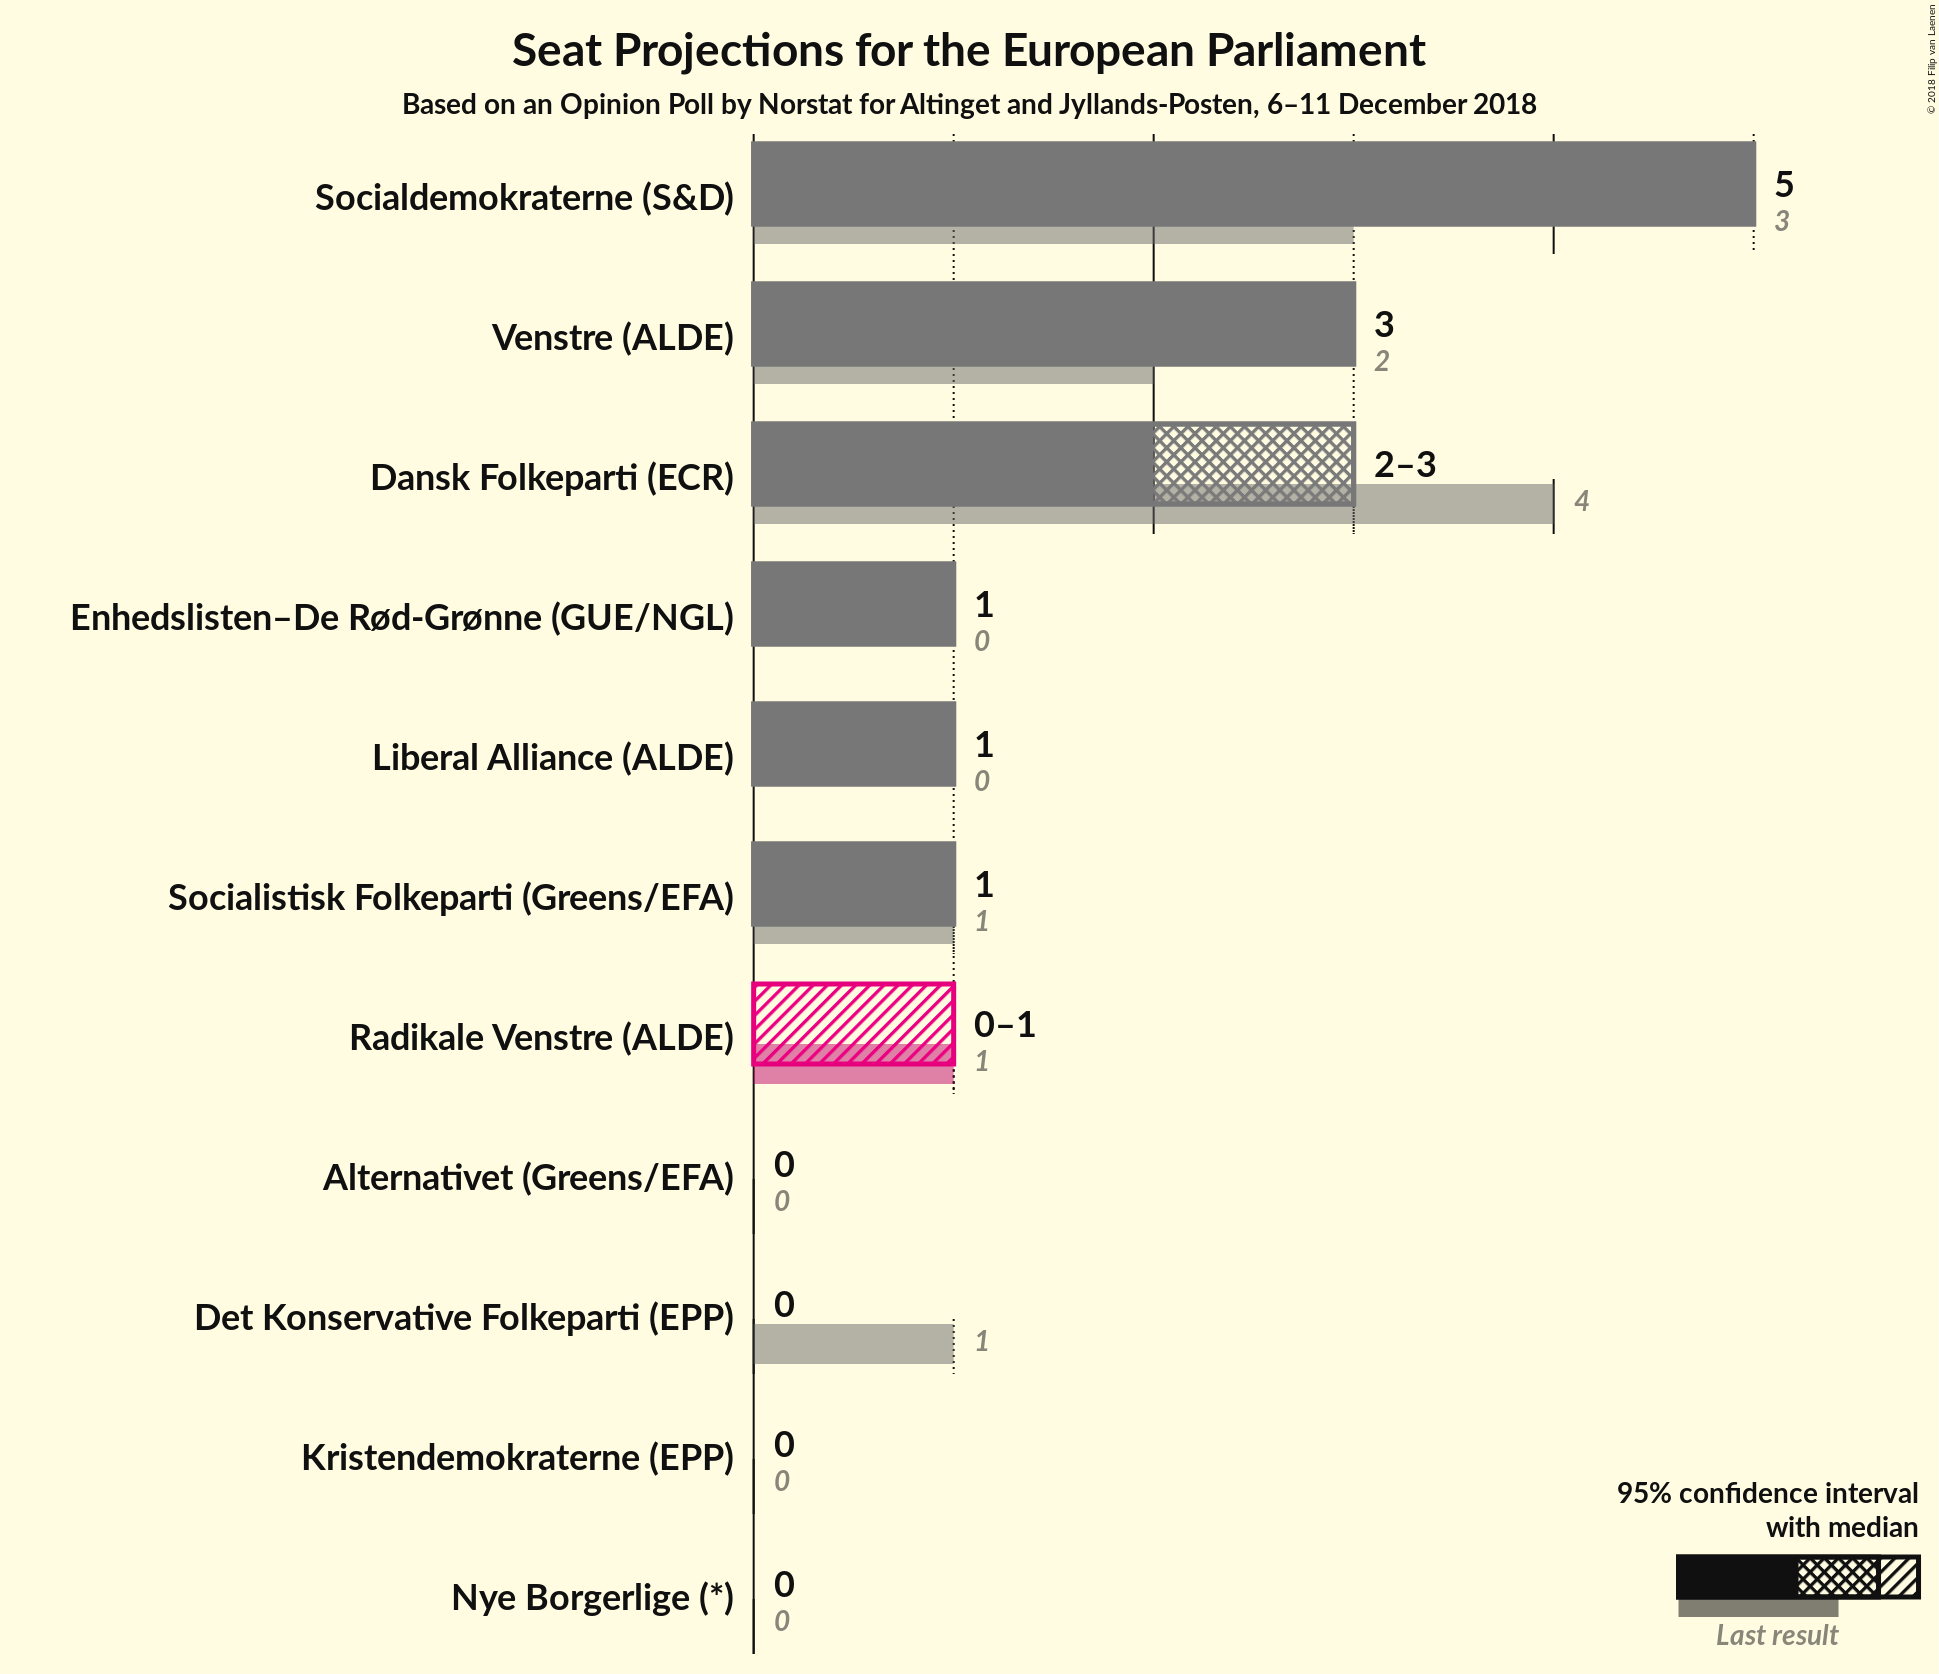 Seat Projections for the European Parliament
Based on an Opinion Poll by Norstat for Altinget and Jyllands-Posten, 6–11 December 2018
© 2018 Filip van Laenen
Socialdemokraterne (S&D)
5
3
Venstre (ALDE)
3
2
Dansk Folkeparti (ECR)
2–3
4
Enhedslisten–De Rød-Grønne (GUE/NGL)
1
0
Liberal Alliance (ALDE)
1
0
Socialistisk Folkeparti (Greens/EFA)
1
1
Radikale Venstre (ALDE)
0–1
1
Alternativet (Greens/EFA)
0
0
Det Konservative Folkeparti (EPP)
0
1
Kristendemokraterne (EPP)
0
0
Nye Borgerlige (*)
0
0
95% confidence interval
with median
Last result